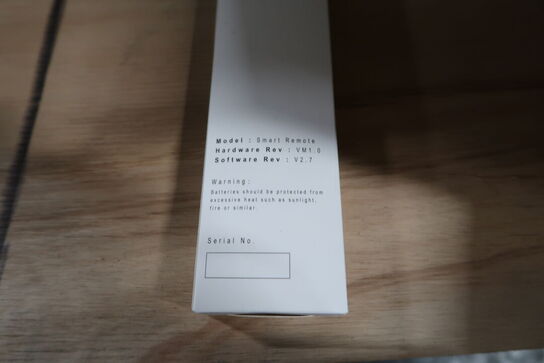 Model : Smart Remote
Hardware Rev : VM1.0
Software Rev : V2.7
Warning:
Batteries should be protected from
excessive heat such as sunlight,
fire or similar.
Serial No.